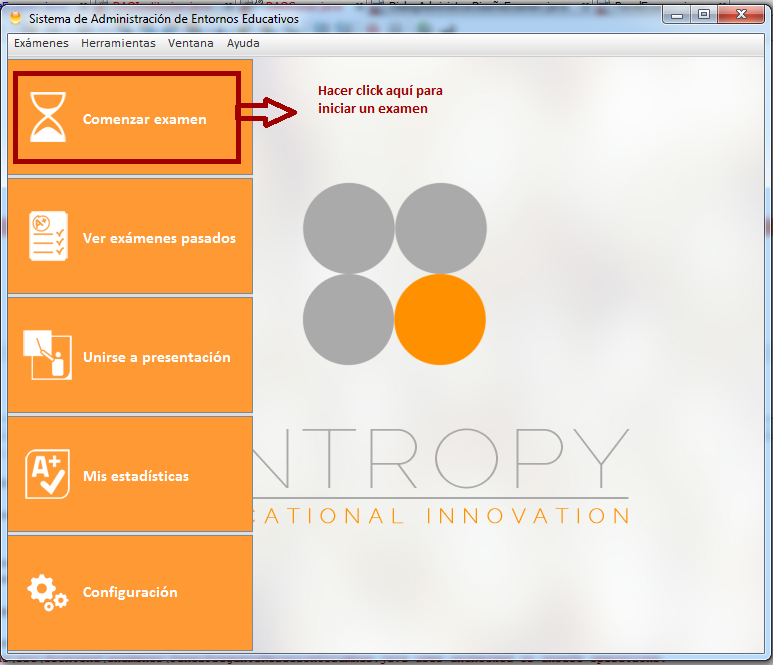 Sistema de Administración de Entornos Educativos
Exámenes Herramientas Ventana Ayuda
Comenzar examen
Hacer click aquí para
iniciar un examen
Ver exámenes pasados
Unirse a presentación
A+
Mis estadísticas
Configuración
NTROPY
CATIONAL INNOVATION